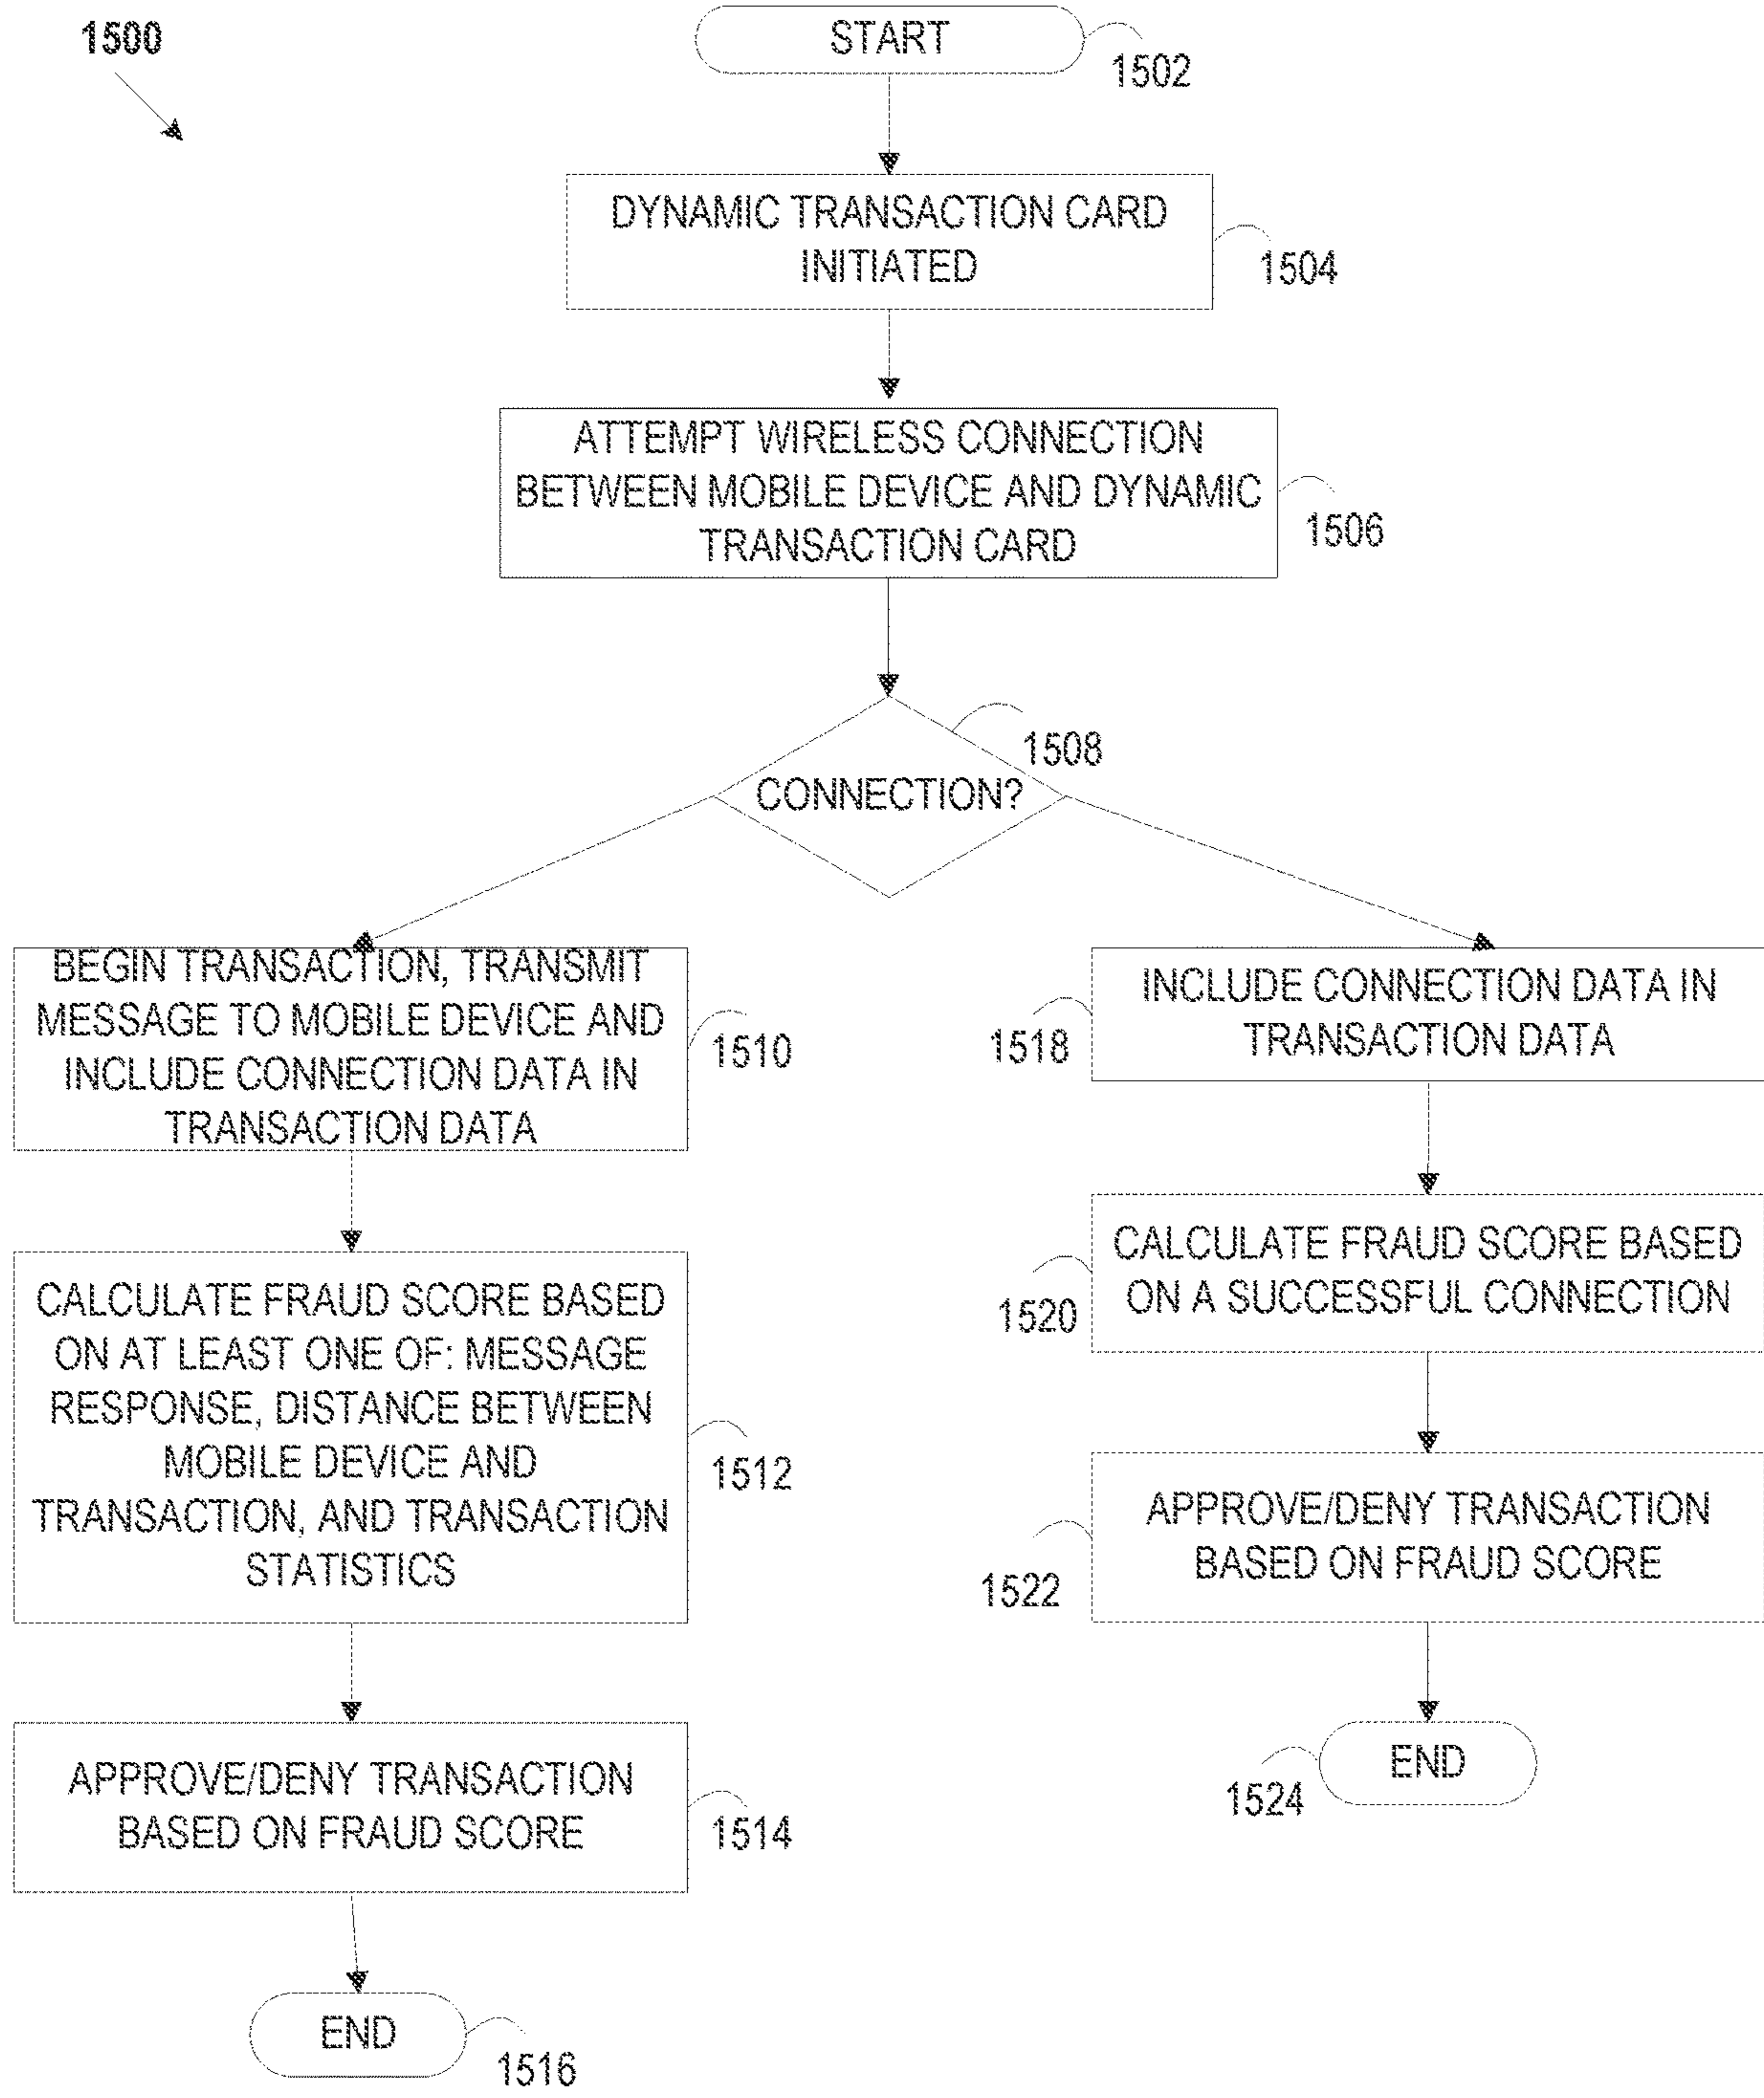 1500
START
1502
DYNAMIC TRANSACTION CARD
INITIATED
1504
ATTEMPT WIRELESS CONNECTION
BETWEEN MOBILE DEVICE AND DYNAMIC
TRANSACTION CARD
1506
1508
CONNECTION?
BEGIN TRANSACTION, TRANSMIT
MESSAGE TO MOBILE DEVICE AND
INCLUDE CONNECTION DATA IN
TRANSACTION DATA
1510
CALCULATE FRAUD SCORE BASED
ON AT LEAST ONE OF: MESSAGE
RESPONSE, DISTANCE BETWEEN
MOBILE DEVICE AND
TRANSACTION, AND TRANSACTION
STATISTICS
1512
APPROVE/DENY TRANSACTION
BASED ON FRAUD SCORE
1514
END
1516
INCLUDE CONNECTION DATA IN
TRANSACTION DATA
1518
CALCULATE FRAUD SCORE BASED
ON A SUCCESSFUL CONNECTION
1520
APPROVE/DENY TRANSACTION
BASED ON FRAUD SCORE
1522
END
1524